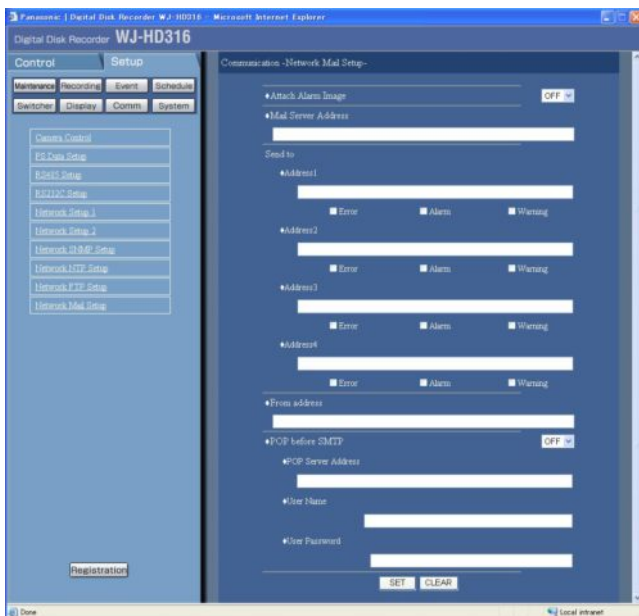 Panasonic | Digital Disk Recorder WJ-HD316 - Microsoft Internet Explorer
Digital Disk Recorder WJ-HD316
Control Setup
Maintenance Recording Event Schedule
Switcher Display Comm System
Camera Control
PS Data Setup
RS485 Setup
RS232C Setup
Network Setup 1
Network Setup 2
Network SNMP Setup
Network NTP Setup
Network FTP Setup
Network Mail Setup
Registration
Communication -Network Mail Setup-
♦Attach Alarm Image OFF
♦Mail Server Address
Send to
♦Address1
Error Alarm Warning
♦Address2
Error Alarm Warning
♦Address3
Error Alarm Warning
♦Address4
Error Alarm Warning
♦From address
♦POP before SMTP OFF
♦POP Server Address
♦User Name
♦User Password
SET CLEAR
Done Local intranet